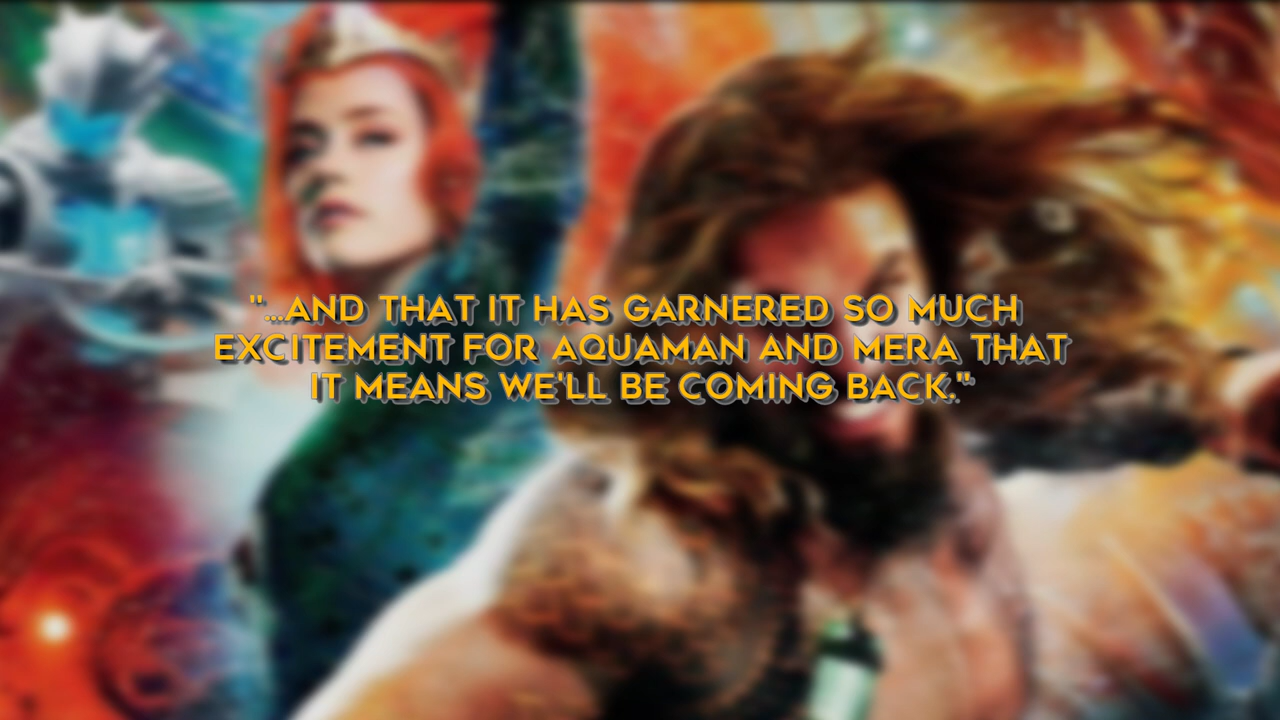 "...AND THAT IT HAS GARNERED SO MUCH
EXCITEMENT FOR AQUAMAN AND MERA THAT
IT MEANS WE'LL BE COMING BACK."